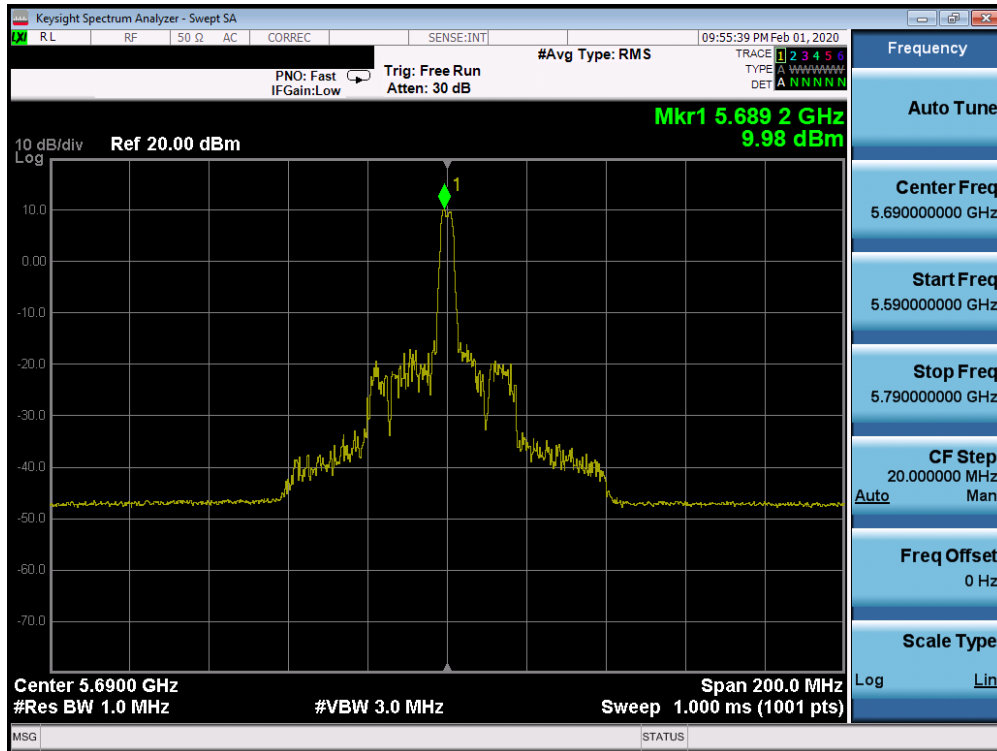 Keysight Spectrum Analyzer - Swept SA
LXI RL RF 50 Ω AC CORREC SENSE:INT 09:55:39 PM Feb 01, 2020
#Avg Type: RMS
PNO: Fast Trig: Free Run
IFGain:Low Atten: 30 dB
TRACE 1 2 3 4 5 6
TYPE A WWWWW
DET A N N N N N
Mkr1 5.689 2 GHz
9.98 dBm
10 dB/div Ref 20.00 dBm
Log
1
10.0
0.00
-10.0
-20.0
-30.0
-40.0
-50.0
-60.0
-70.0
Center 5.6900 GHz Span 200.0 MHz
#Res BW 1.0 MHz #VBW 3.0 MHz Sweep 1.000 ms (1001 pts)
MSG STATUS
Frequency
Auto Tune
Center Freq
5.690000000 GHz
Start Freq
5.590000000 GHz
Stop Freq
5.790000000 GHz
CF Step
20.000000 MHz
Auto Man
Freq Offset
0 Hz
Scale Type
Log Lin